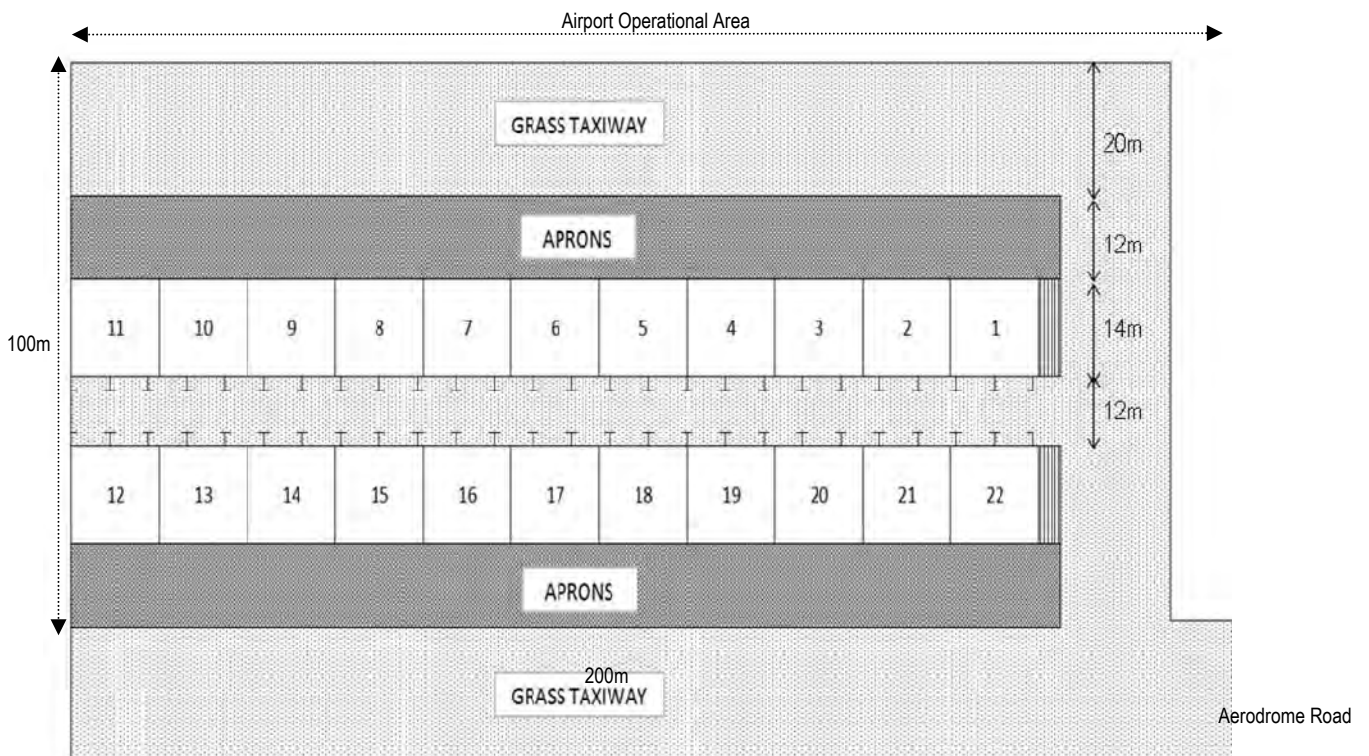 Airport Operational Area
GRASS TAXIWAY
20m
APRONS
12m
11 10 9 8 7 6 5 4 3 2 1
14m
100m
12m
12 13 14 15 16 17 18 19 20 21 22
APRONS
200m
GRASS TAXIWAY
Aerodrome Road